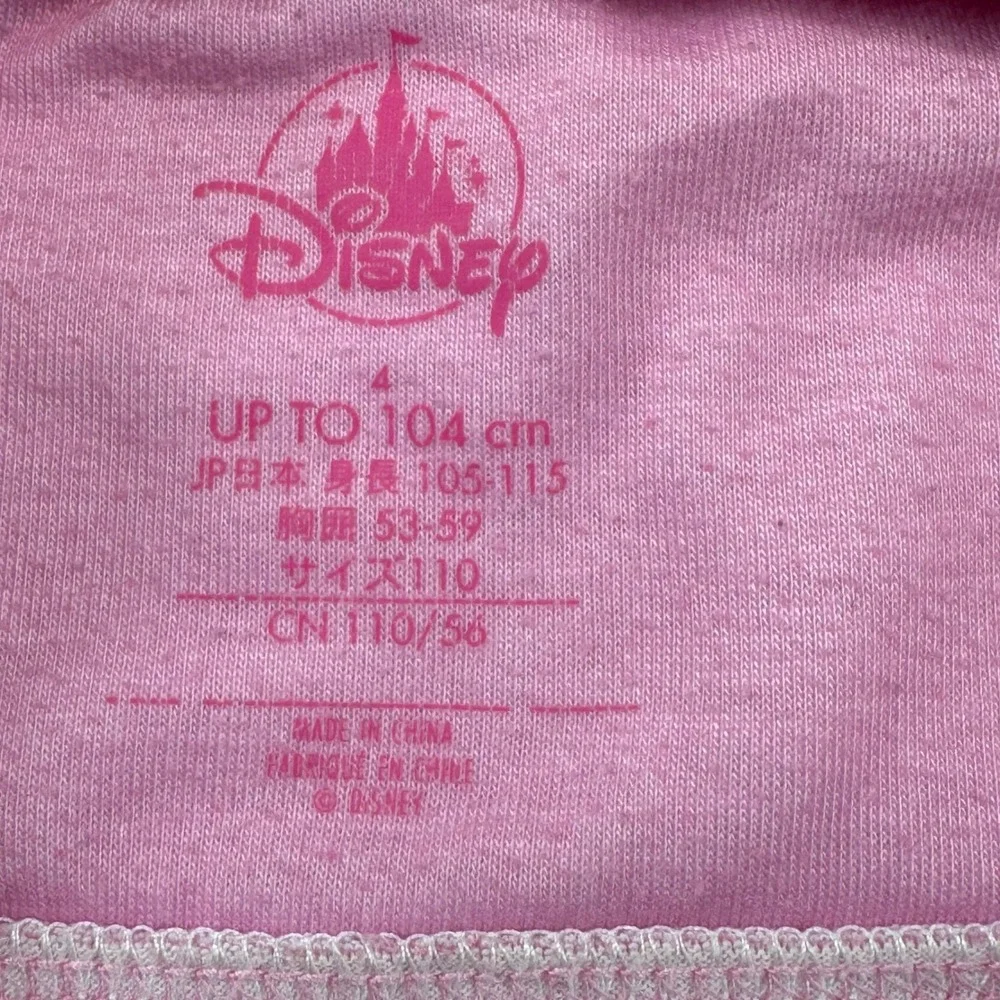 Disney
4
UP TO 104 cm
JP日本 身長 105-115
胸囲 53-59
サイズ110
CN 110/56
MADE IN CHINA
FABRIQUÉ EN CHINE
© DISNEY